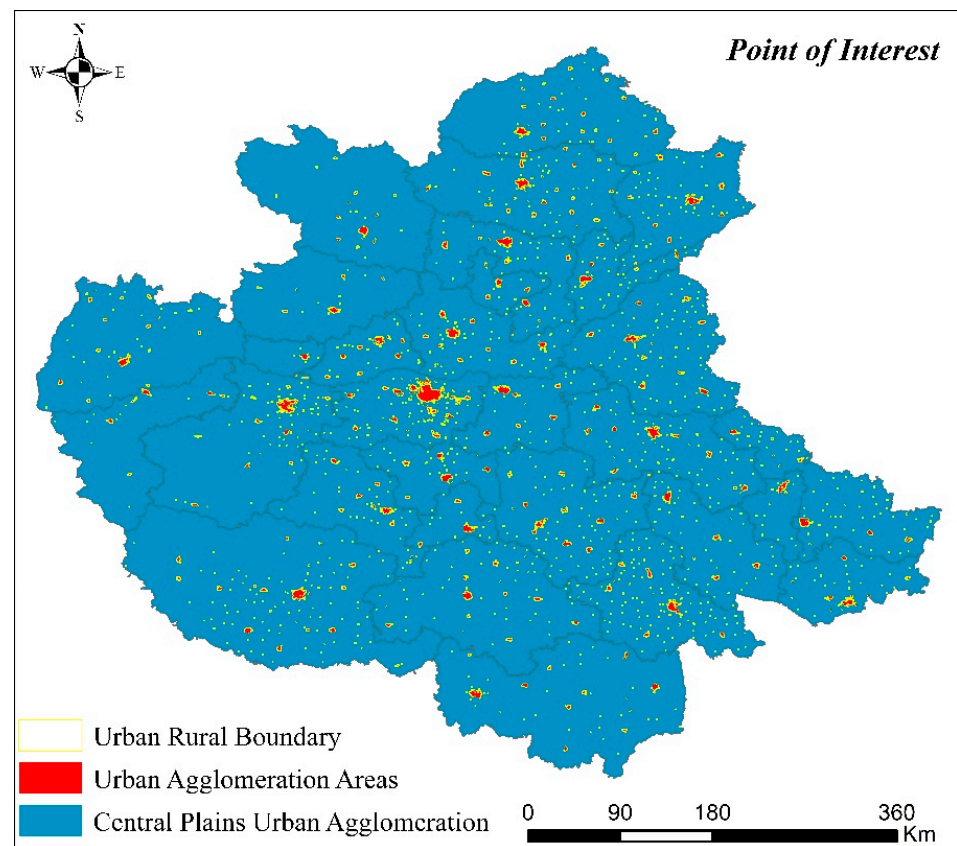 N
Point of Interest
W E
S
Urban Rural Boundary
Urban Agglomeration Areas
Central Plains Urban Agglomeration
0 90 180 360
Km